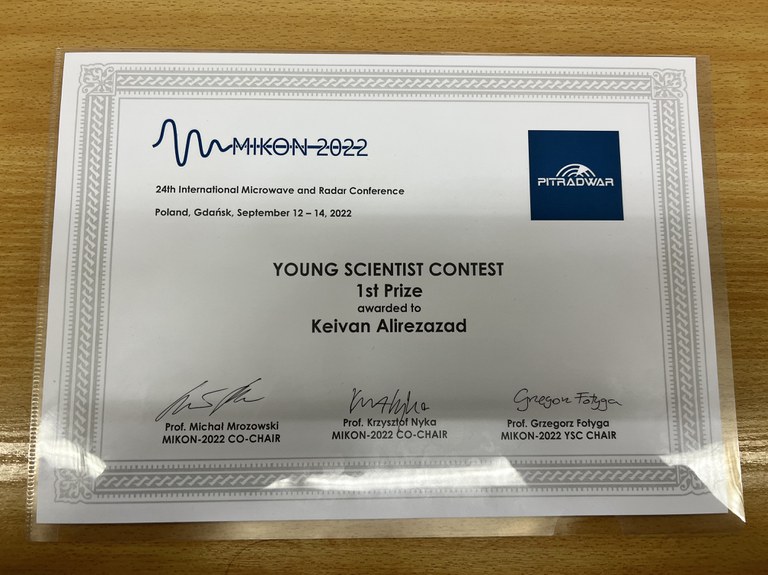 MIKON 2022
PITRADWAR
24th International Microwave and Radar Conference
Poland, Gdańsk, September 12 – 14, 2022
YOUNG SCIENTIST CONTEST
1st Prize
awarded to
Keivan Alirezazad
Grzegorz Fotyga
Prof. Michał Mrozowski
MIKON-2022 CO-CHAIR
Prof. Krzysztof Nyka
MIKON-2022 CO-CHAIR
Prof. Grzegorz Fotyga
MIKON-2022 YSC CHAIR